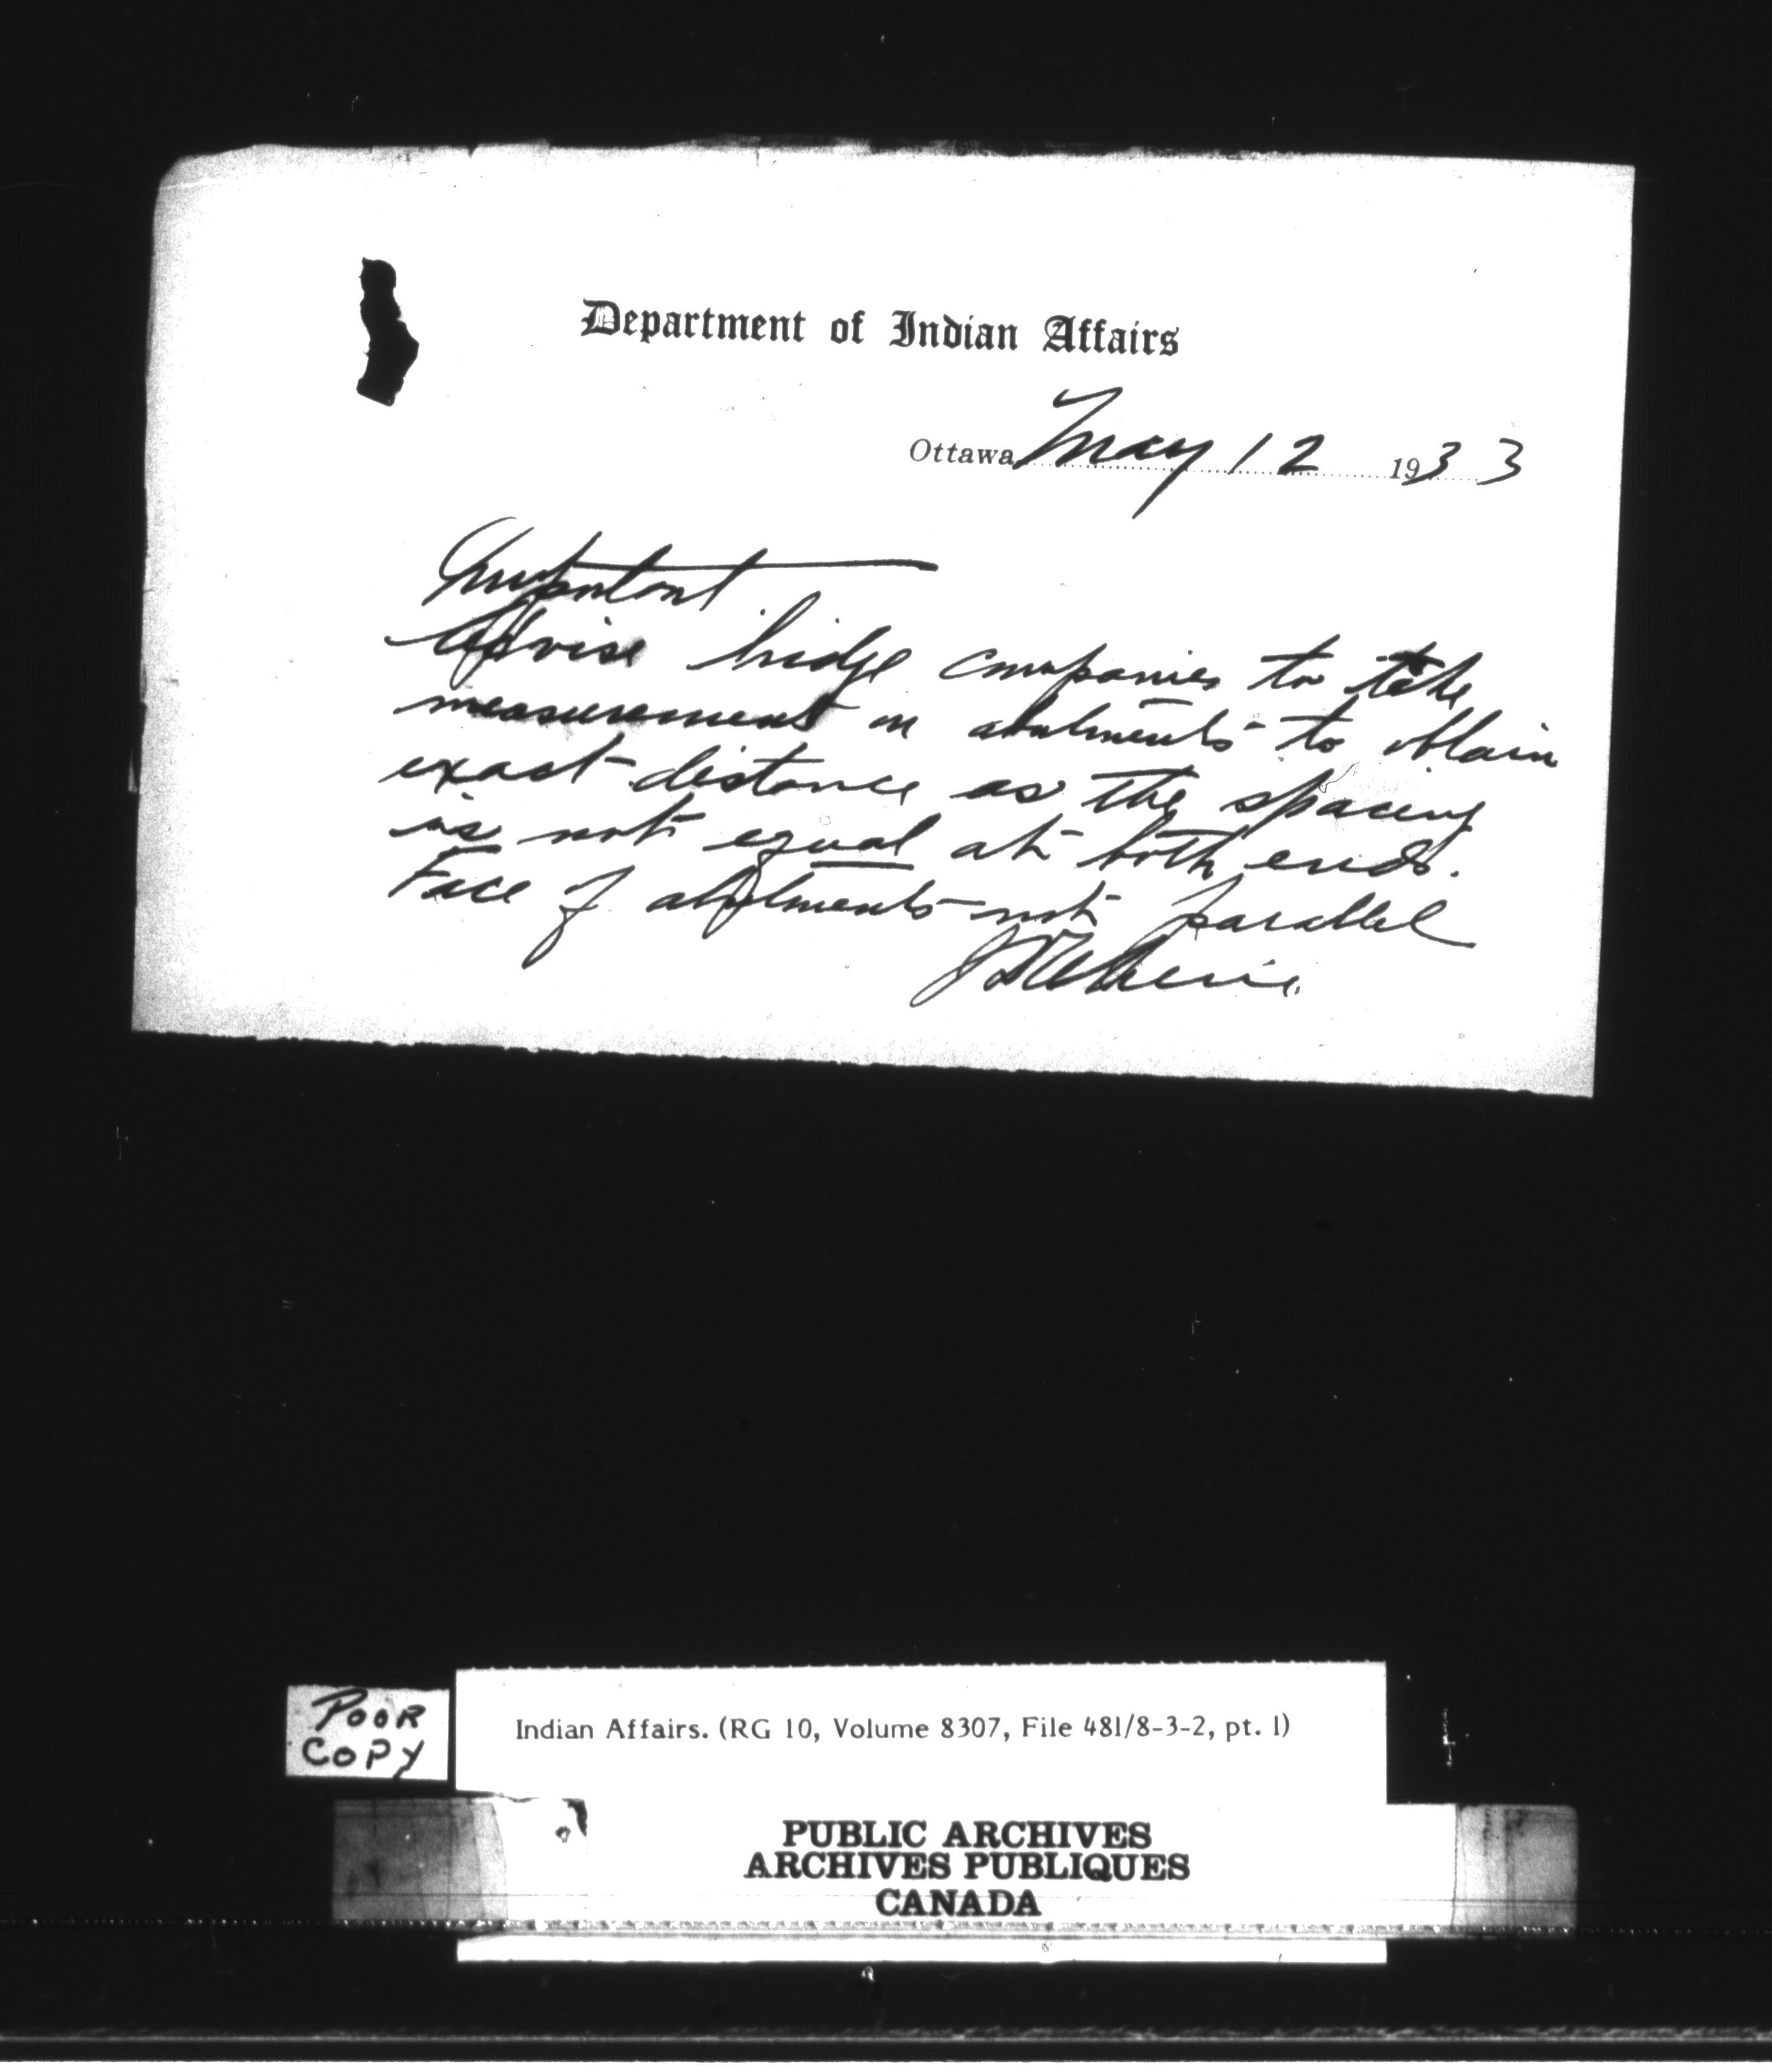 Department of Indian Affairs
Ottawa May 12 1933
Important
Advise bridge companies to take
measurement on abutments to obtain
exact distance as the spacing
is not equal at both ends.
Face of abutments not parallel
POOR
COPY
Indian Affairs. (RG 10, Volume 8307, File 481/8-3-2, pt. 1)
PUBLIC ARCHIVES
ARCHIVES PUBLIQUES
CANADA